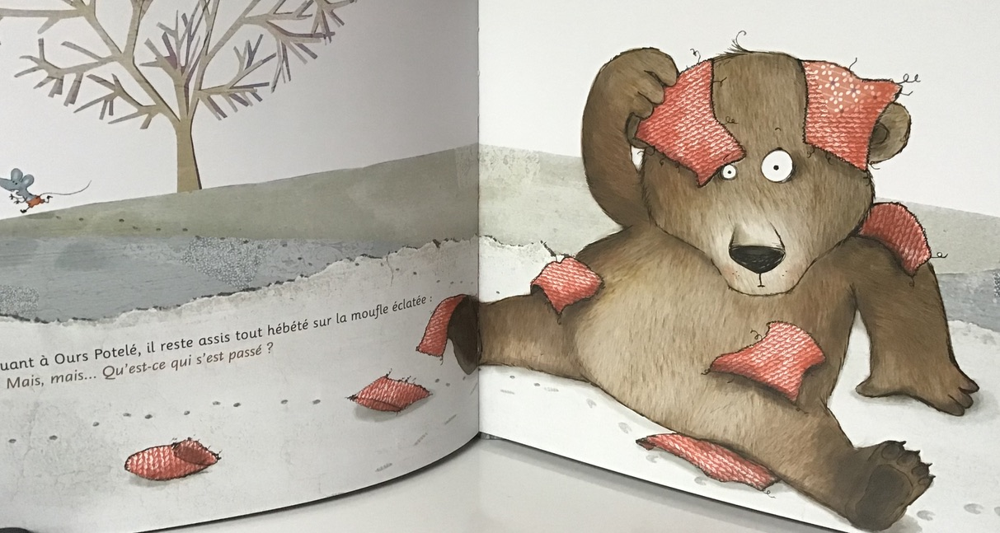 uant à Ours Potelé, il reste assis tout hébété sur la moufle éclatée :
Mais, mais... Qu'est-ce qui s'est passé ?